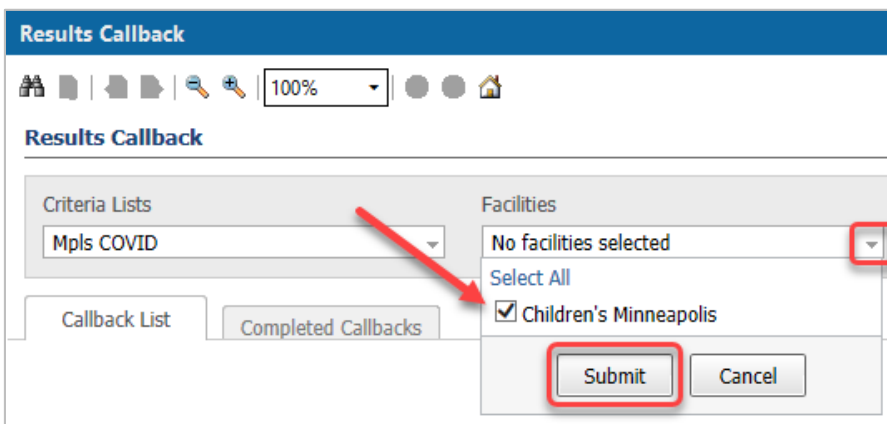 Results Callback
100%
Results Callback
Criteria Lists
Facilities
Mpls COVID
No facilities selected
Select All
Children's Minneapolis
Callback List
Completed Callbacks
Submit
Cancel